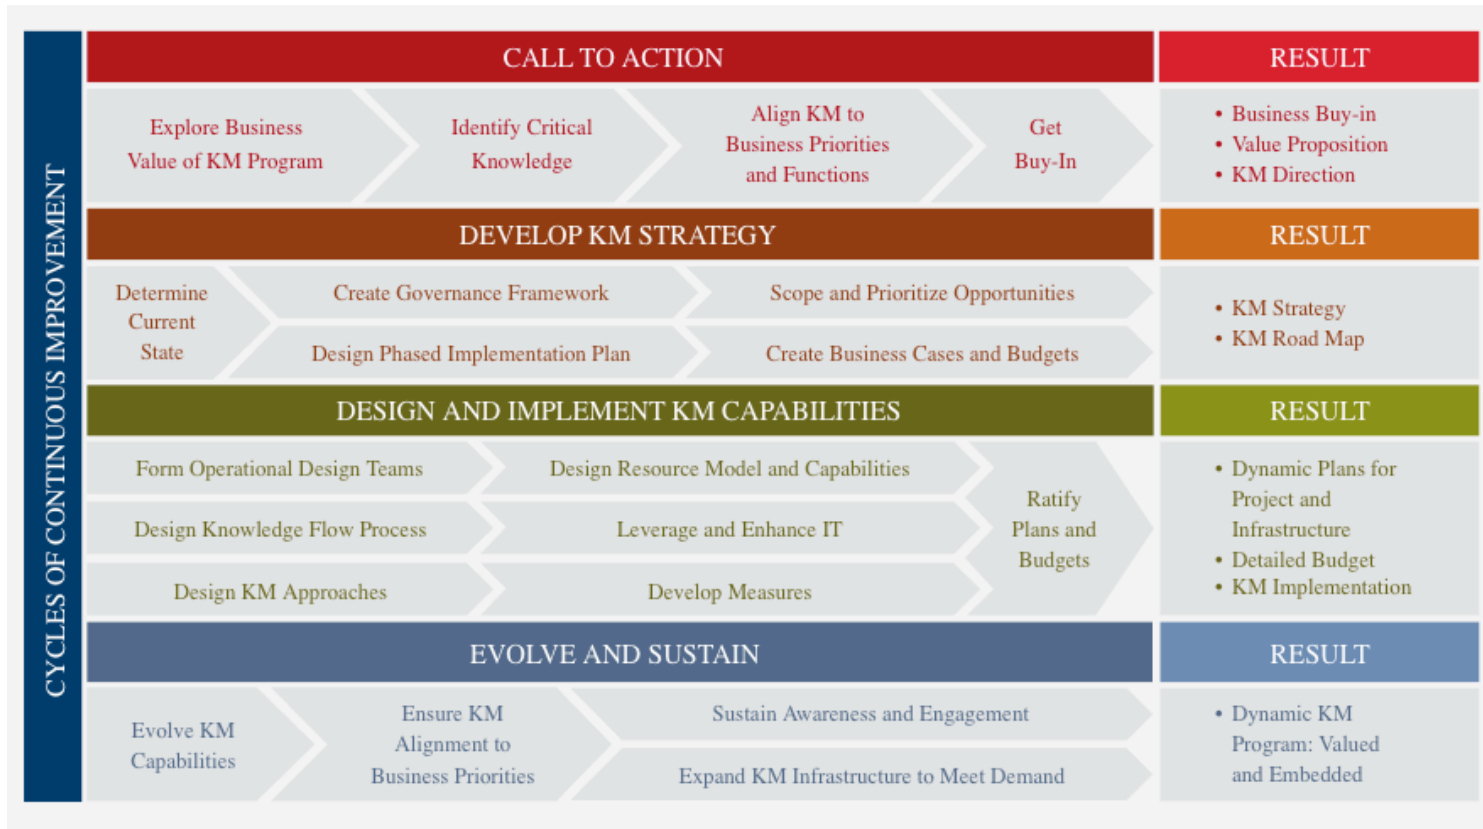 CYCLES OF CONTINUOUS IMPROVEMENT
CALL TO ACTION
RESULT
Explore Business
Value of KM Program
Identify Critical
Knowledge
Align KM to
Business Priorities
and Functions
Get
Buy-In
• Business Buy-in
• Value Proposition
• KM Direction
DEVELOP KM STRATEGY
RESULT
Determine
Current
State
Create Governance Framework
Design Phased Implementation Plan
Scope and Prioritize Opportunities
Create Business Cases and Budgets
• KM Strategy
• KM Road Map
DESIGN AND IMPLEMENT KM CAPABILITIES
RESULT
Form Operational Design Teams
Design Knowledge Flow Process
Design KM Approaches
Design Resource Model and Capabilities
Leverage and Enhance IT
Develop Measures
Ratify
Plans and
Budgets
• Dynamic Plans for
Project and
Infrastructure
• Detailed Budget
• KM Implementation
EVOLVE AND SUSTAIN
RESULT
Evolve KM
Capabilities
Ensure KM
Alignment to
Business Priorities
Sustain Awareness and Engagement
Expand KM Infrastructure to Meet Demand
• Dynamic KM
Program: Valued
and Embedded